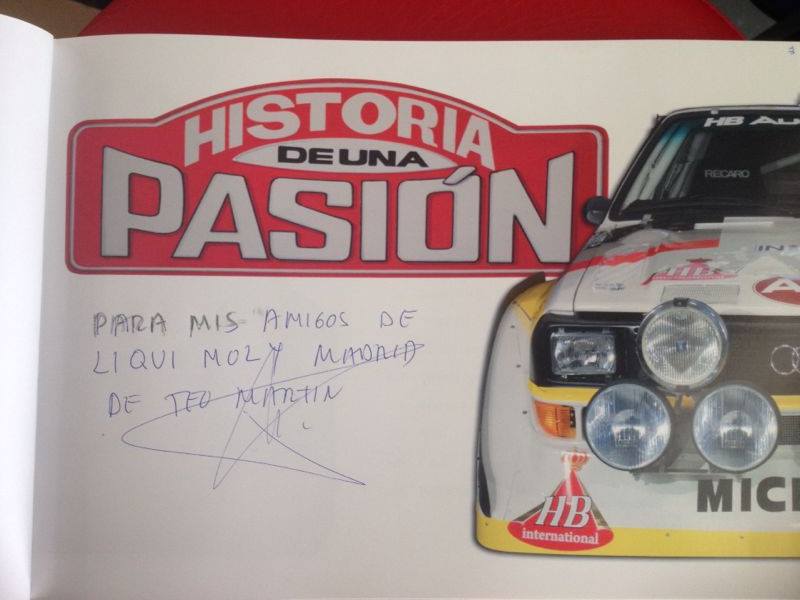 HISTORIA
DE UNA
PASIÓN
HB Au
RECARO
PARA MIS AMIGOS DE
LIQUI MOLY MADRID
DE TEO MARTIN
HB
international
MICH